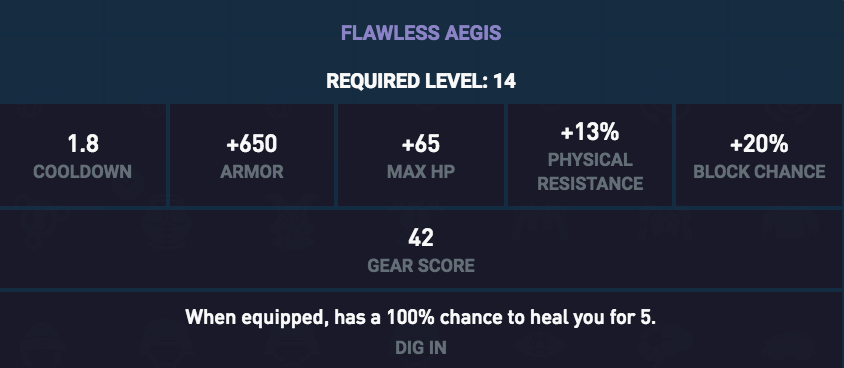 FLAWLESS AEGIS
REQUIRED LEVEL: 14
1.8
COOLDOWN
+650
ARMOR
+65
MAX HP
+13%
PHYSICAL
RESISTANCE
+20%
BLOCK CHANCE
42
GEAR SCORE
When equipped, has a 100% chance to heal you for 5.
DIG IN